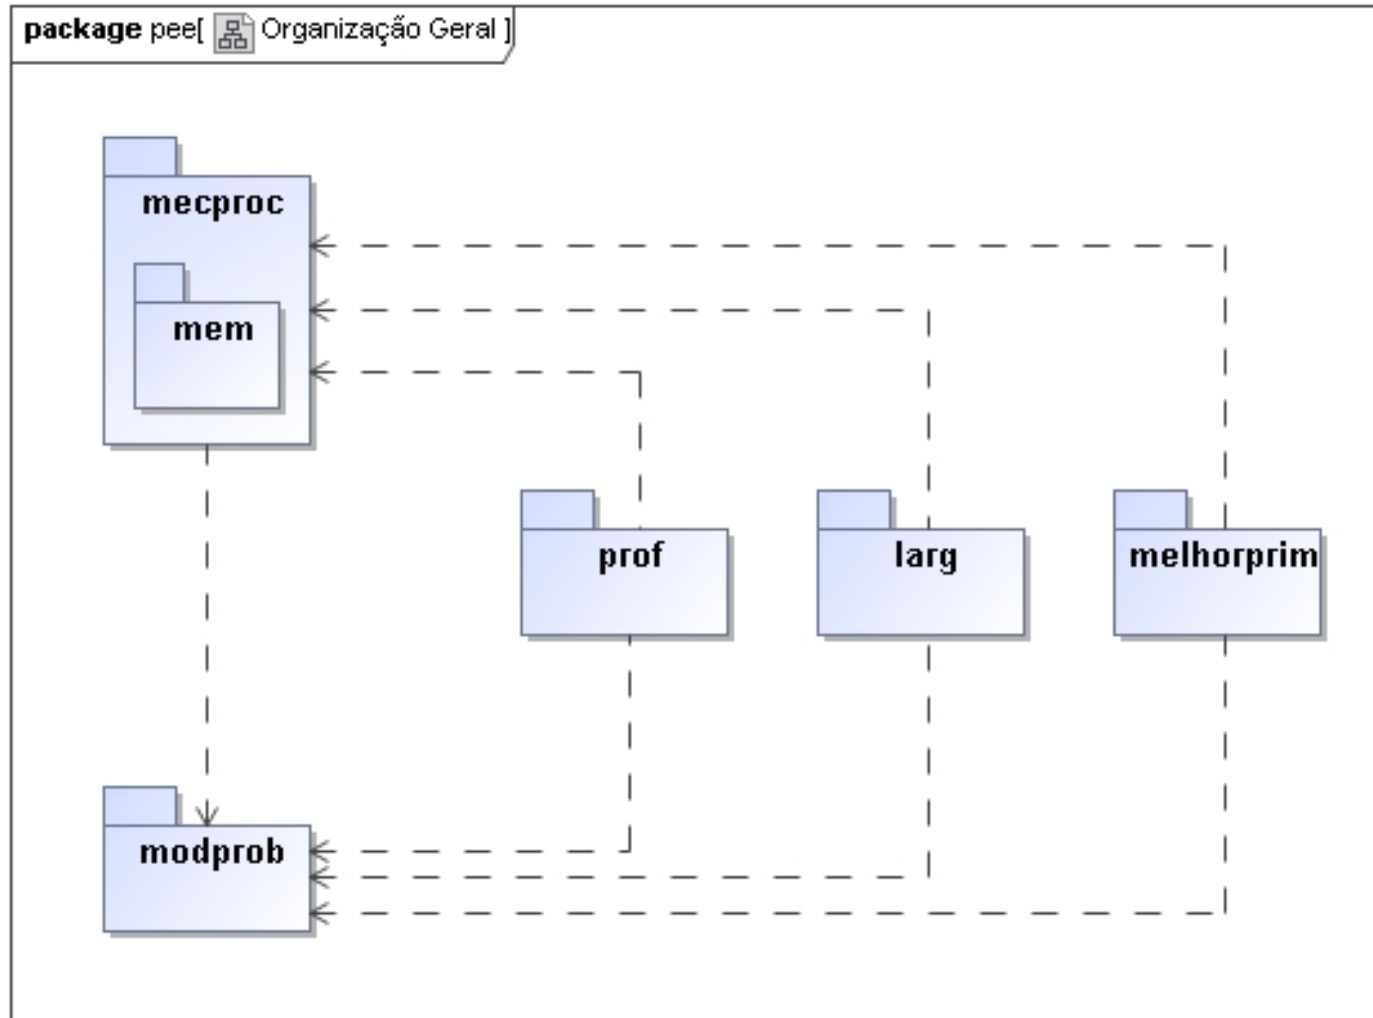 package pee[ Organização Geral ]
mecproc
mem
prof
larg
melhorprim
modprob